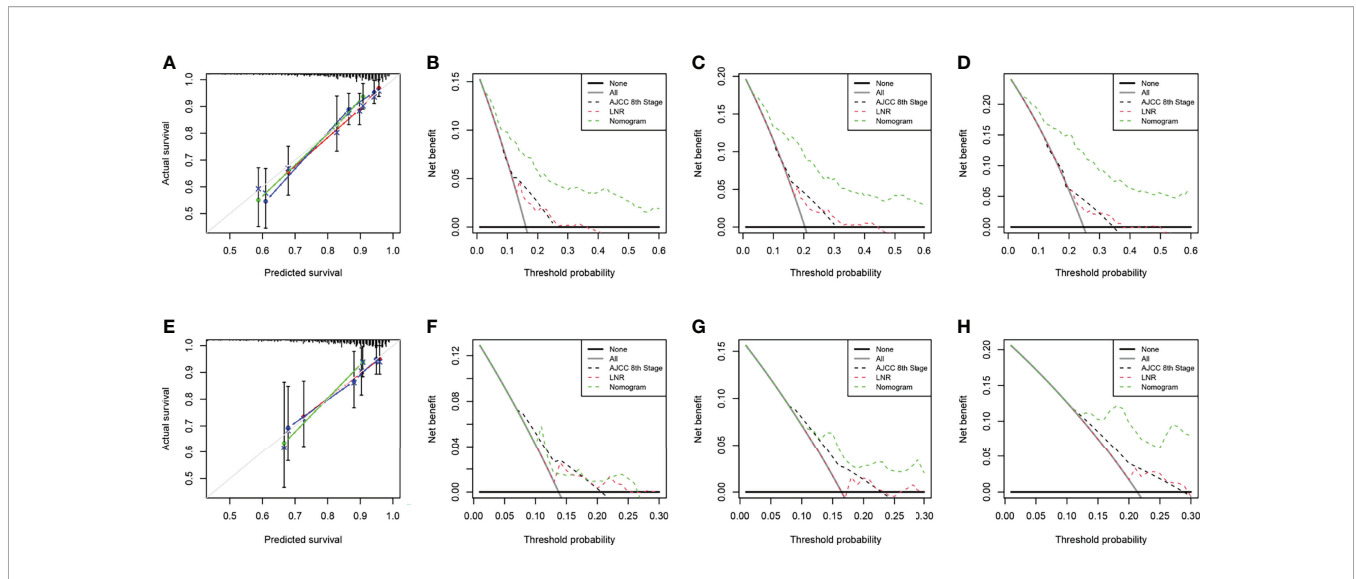 A
1.0
0.9
0.8
0.7
0.6
0.5
Actual survival
0.5 0.6 0.7 0.8 0.9 1.0
Predicted survival
B
0.15
0.10
0.05
0.00
Net benefit
None
All
AJCC 8th Stage
LNR
Nomogram
0.0 0.1 0.2 0.3 0.4 0.5 0.6
Threshold probability
C
0.20
0.15
0.10
0.05
0.00
Net benefit
None
All
AJCC 8th Stage
LNR
Nomogram
0.0 0.1 0.2 0.3 0.4 0.5 0.6
Threshold probability
D
0.20
0.15
0.10
0.05
0.00
Net benefit
None
All
AJCC 8th Stage
LNR
Nomogram
0.0 0.1 0.2 0.3 0.4 0.5 0.6
Threshold probability
E
1.0
0.9
0.8
0.7
0.6
0.5
Actual survival
0.5 0.6 0.7 0.8 0.9 1.0
Predicted survival
F
0.12
0.08
0.04
0.00
Net benefit
None
All
AJCC 8th Stage
LNR
Nomogram
0.00 0.05 0.10 0.15 0.20 0.25 0.30
Threshold probability
G
0.15
0.10
0.05
0.00
Net benefit
None
All
AJCC 8th Stage
LNR
Nomogram
0.00 0.05 0.10 0.15 0.20 0.25 0.30
Threshold probability
H
0.20
0.15
0.10
0.05
0.00
Net benefit
None
All
AJCC 8th Stage
LNR
Nomogram
0.00 0.05 0.10 0.15 0.20 0.25 0.30
Threshold probability